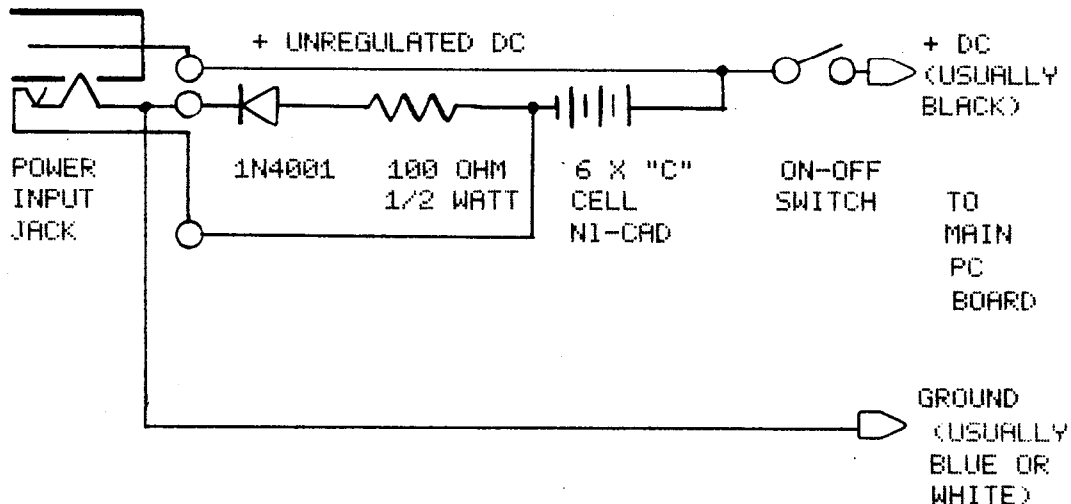 + UNREGULATED DC
+ DC
(USUALLY
BLACK)
POWER
INPUT
JACK
1N4001
100 OHM
1/2 WATT
6 X "C"
CELL
N1-CAD
ON-OFF
SWITCH
TO
MAIN
PC
BOARD
GROUND
(USUALLY
BLUE OR
WHITE)